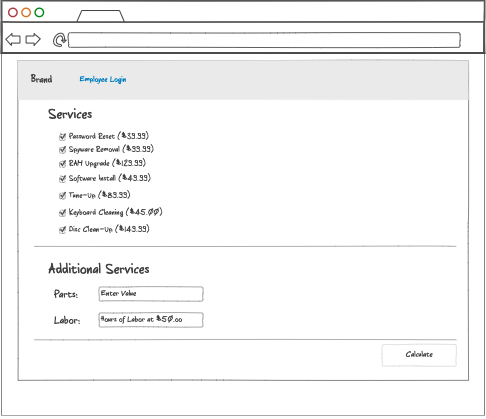 Brand Employee Login
Services
Password Reset ($39.99)
Spyware Removal ($99.99)
RAM Upgrade ($129.99)
Software Install ($49.99)
Tune-Up ($89.99)
Keyboard Cleaning ($45.00)
Disc Clean-Up ($149.99)
Additional Services
Parts: Enter Value
Labor: Hours of Labor at $50.00
Calculate